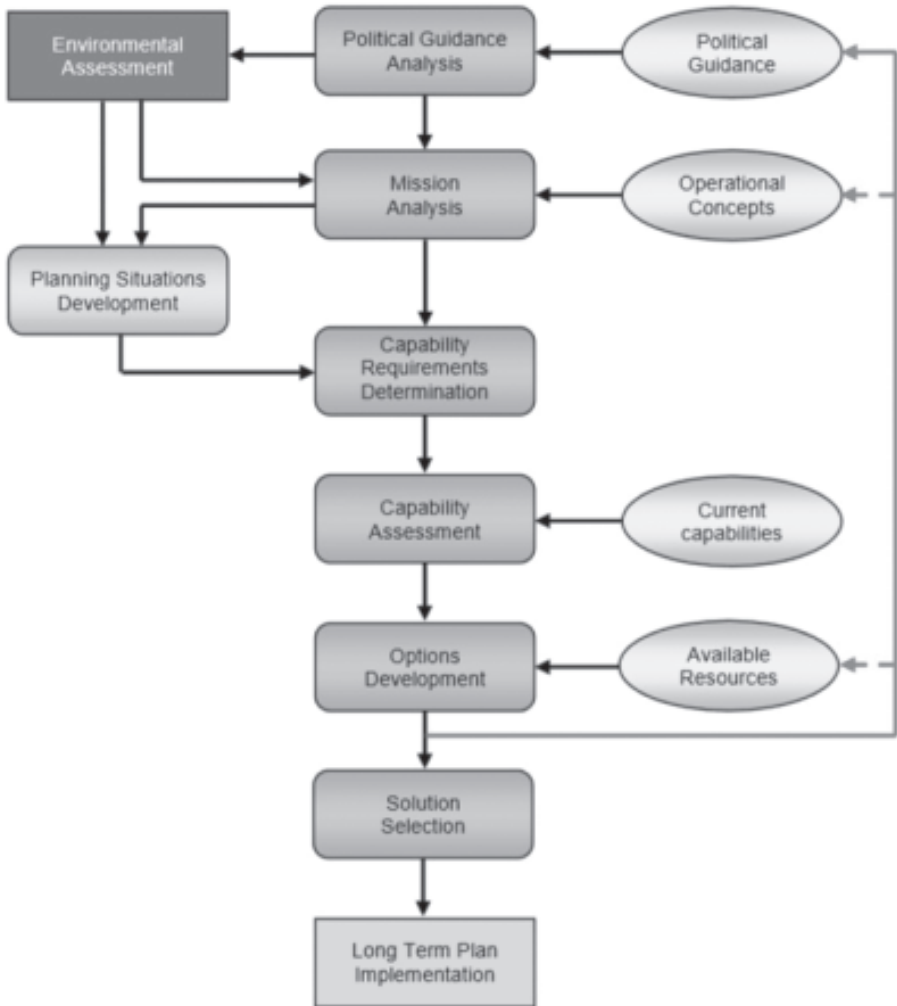 Environmental
Assessment
Political Guidance
Analysis
Political
Guidance
Mission
Analysis
Operational
Concepts
Planning Situations
Development
Capability
Requirements
Determination
Capability
Assessment
Current
capabilities
Options
Development
Available
Resources
Solution
Selection
Long Term Plan
Implementation